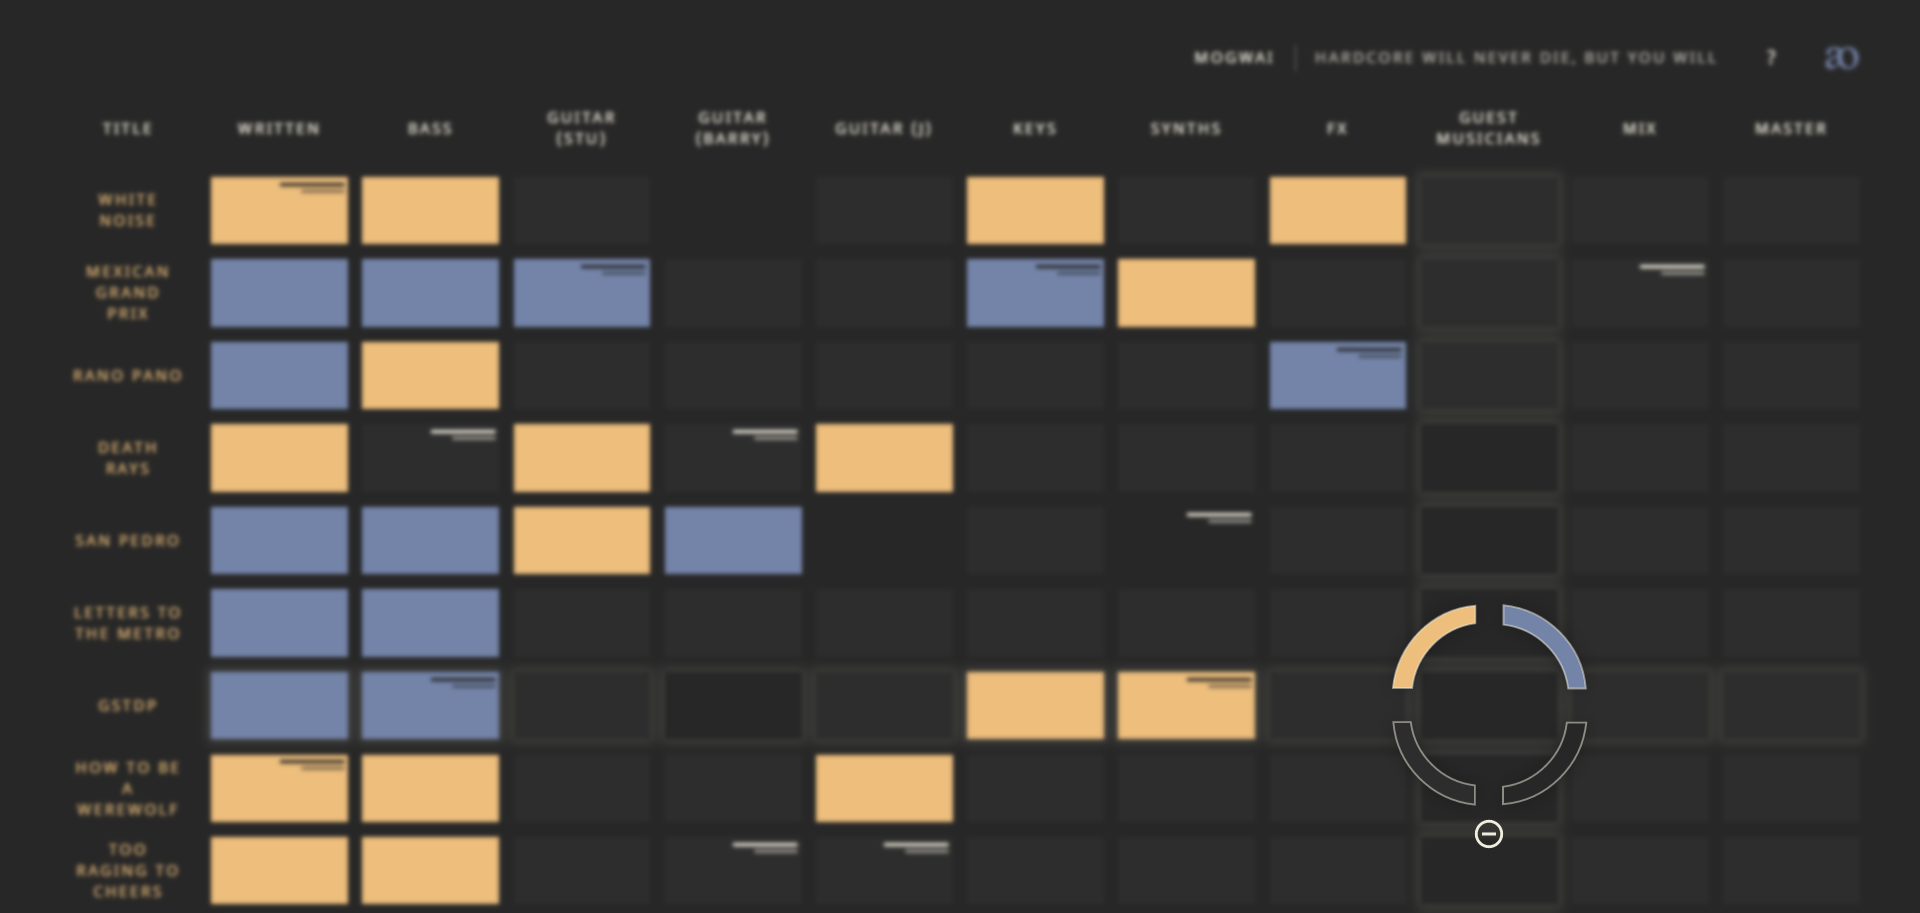 MOGWAI
HARDCORE WILL NEVER DIE, BUT YOU WILL
?
æo
TITLE
WRITTEN
BASS
GUITAR
(STU)
GUITAR
(BARRY)
GUITAR (J)
KEYS
SYNTHS
FX
GUEST
MUSICIANS
MIX
MASTER
WHITE
NOISE
MEXICAN
GRAND
PRIX
RANO PANO
DEATH
RAYS
SAN PEDRO
LETTERS TO
THE METRO
GSTDP
HOW TO BE
A
WEREWOLF
TOO
RAGING TO
CHEERS